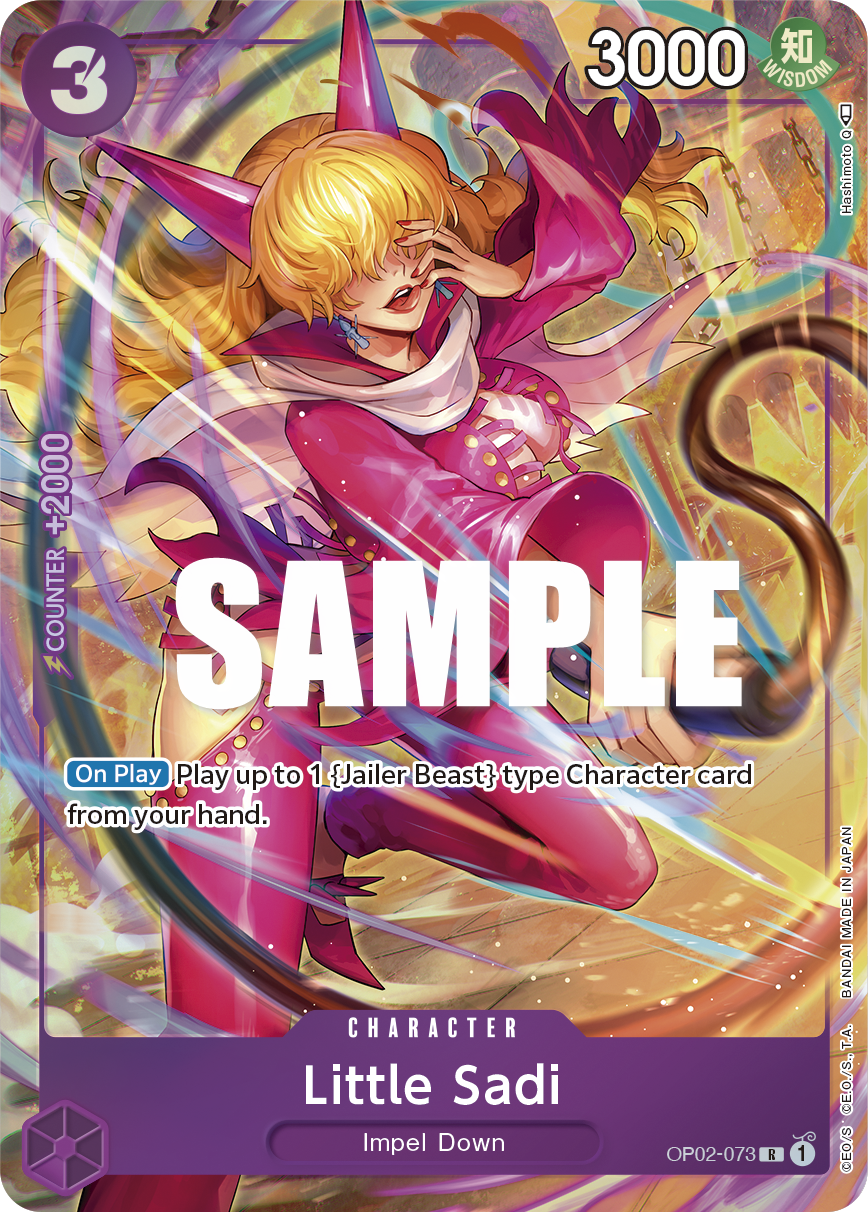 3
3000
知
WISDOM
Hashimoto Q
COUNTER +2000
SAMPLE
On Play Play up to 1 {Jailer Beast} type Character card
from your hand.
CHARACTER
Little Sadi
Impel Down
OP02-073 R 1
©EO/S ©E.O./S., T.A. BANDAI MADE IN JAPAN